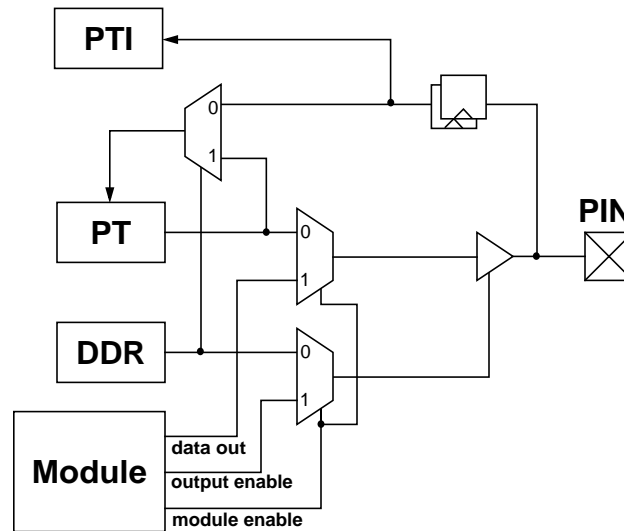 PTI
0
1
PT
PIN
0
1
DDR
0
1
Module
data out
output enable
module enable